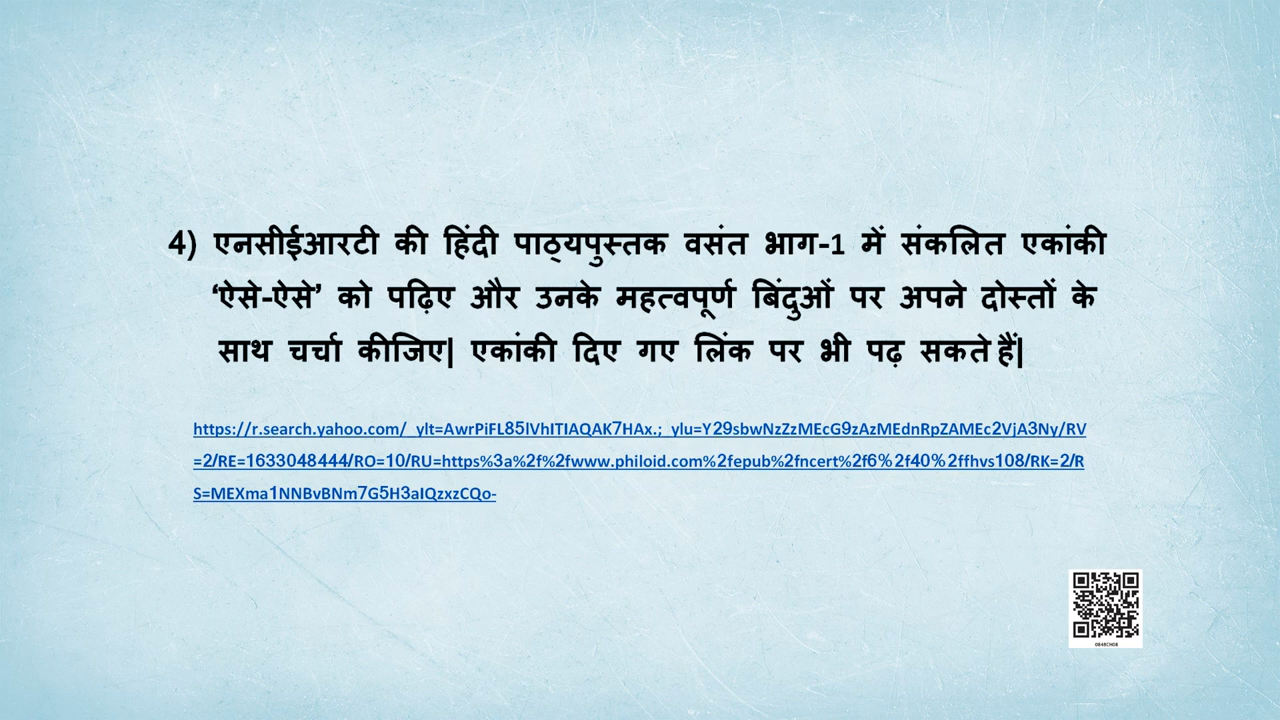 4) एनसीईआरटी की हिंदी पाठ्यपुस्तक वसंत भाग-1 में संकलित एकांकी
‘ऐसे-ऐसे’ को पढ़िए और उनके महत्वपूर्ण बिंदुओं पर अपने दोस्तों के
साथ चर्चा कीजिए| एकांकी दिए गए लिंक पर भी पढ़ सकते हैं|
https://r.search.yahoo.com/_ylt=AwrPiFL85lVhITIAQAK7HAx.;_ylu=Y29sbwNzZzMEcG9zAzMEdnRpZAMEc2VjA3Ny/RV
=2/RE=1633048444/RO=10/RU=https%3a%2f%2fwww.philoid.com%2fepub%2fncert%2f6%2f40%2ffhvs108/RK=2/R
S=MEXma1NNBvBNm7G5H3aIQzxzCQo-
0648CH08